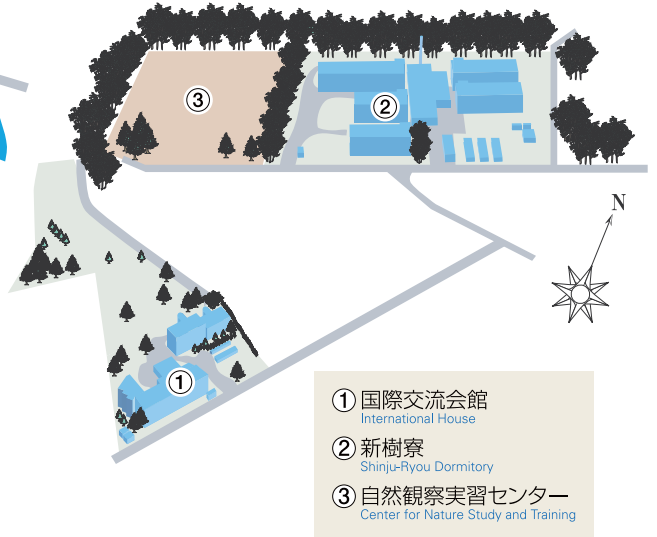 ③
②
N
①
① 国際交流会館
International House
② 新樹寮
Shinju-Ryou Dormitory
③ 自然観察実習センター
Center for Nature Study and Training